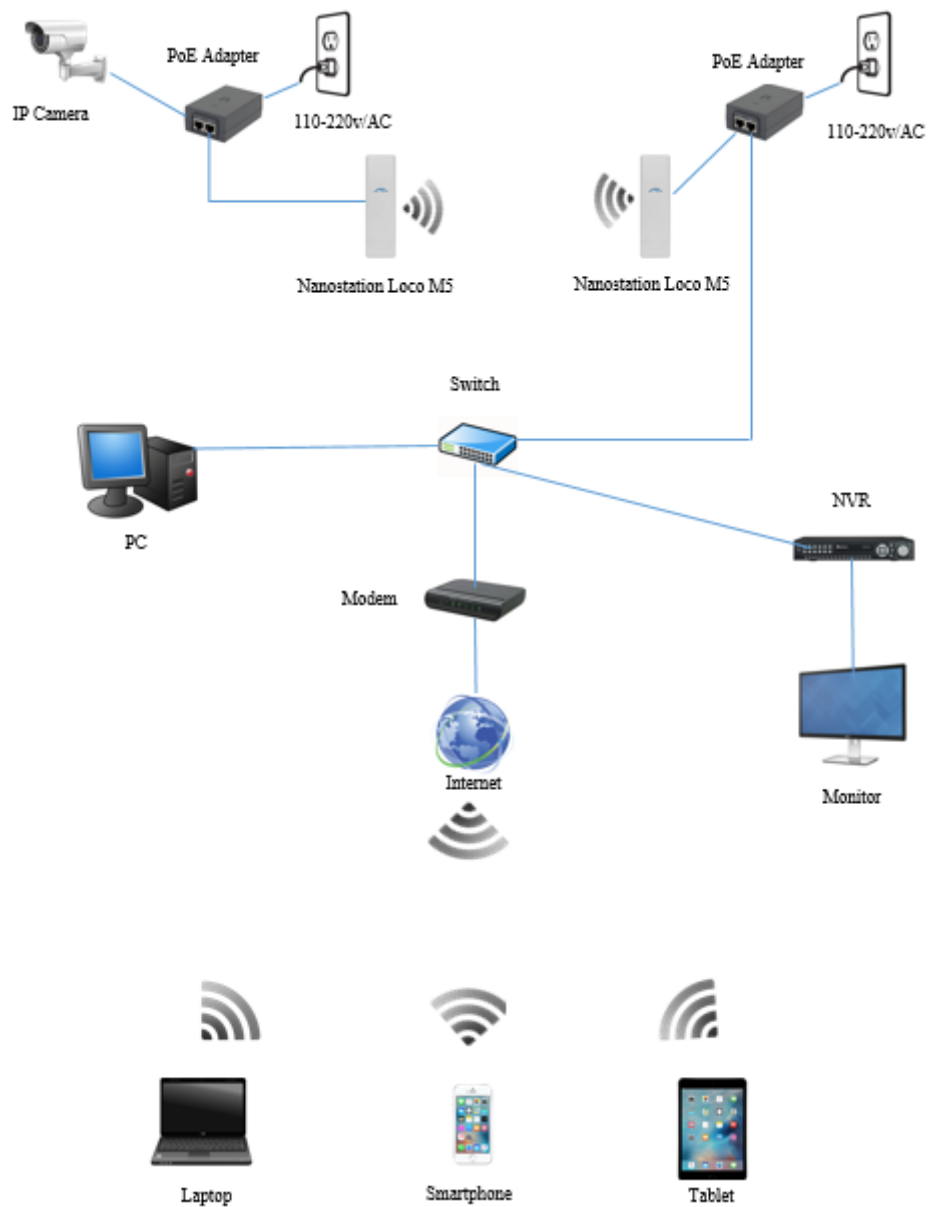 PoE Adapter
PoE Adapter
IP Camera
110-220v/AC
110-220v/AC
Nanostation Loco M5
Nanostation Loco M5
Switch
NVR
PC
Modem
Internet
Monitor
Laptop
Smartphone
Tablet